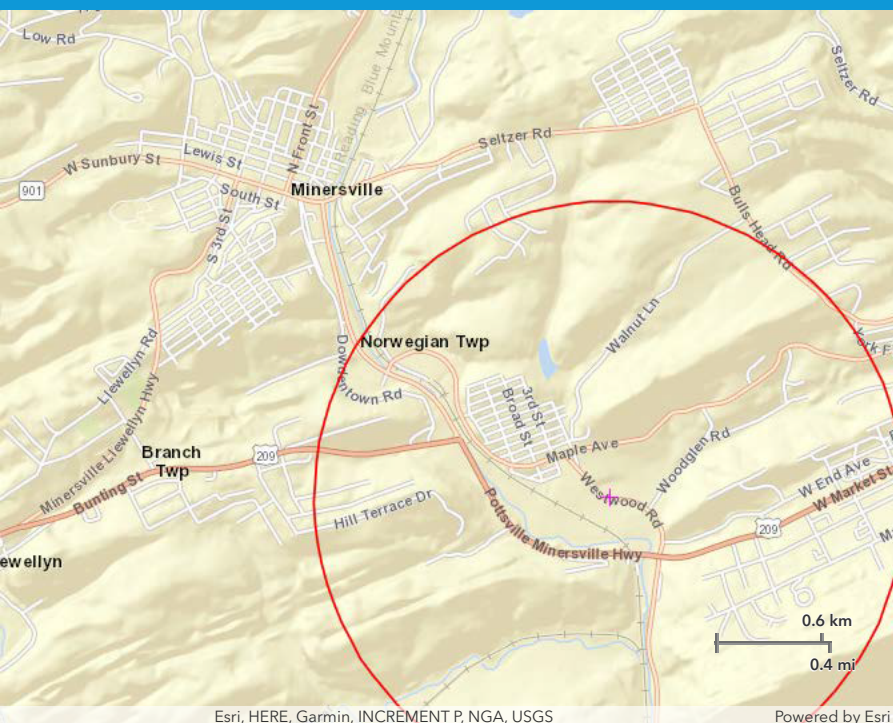 Low Rd
Reading Blue Mounta
Seltzer Rd
N Front St
Seltzer Rd
Lewis St
W Sunbury St
901
South St
Minersville
Bulls Head Rd
S 3rd St
Walnut Ln
Norwegian Twp
York F
Llewellyn Rd
Dowdentown Rd
3rd St
Broad St
Minersville Llewellyn Hwy
Maple Ave
Branch
Twp
209
Woodglen Rd
W End Ave
Bunting St
Westwood Rd
W Market St
Hill Terrace Dr
Pottsville Minersville Hwy
209
M
ewellyn
0.6 km
0.4 mi
Esri, HERE, Garmin, INCREMENT P, NGA, USGS
Powered by Esri